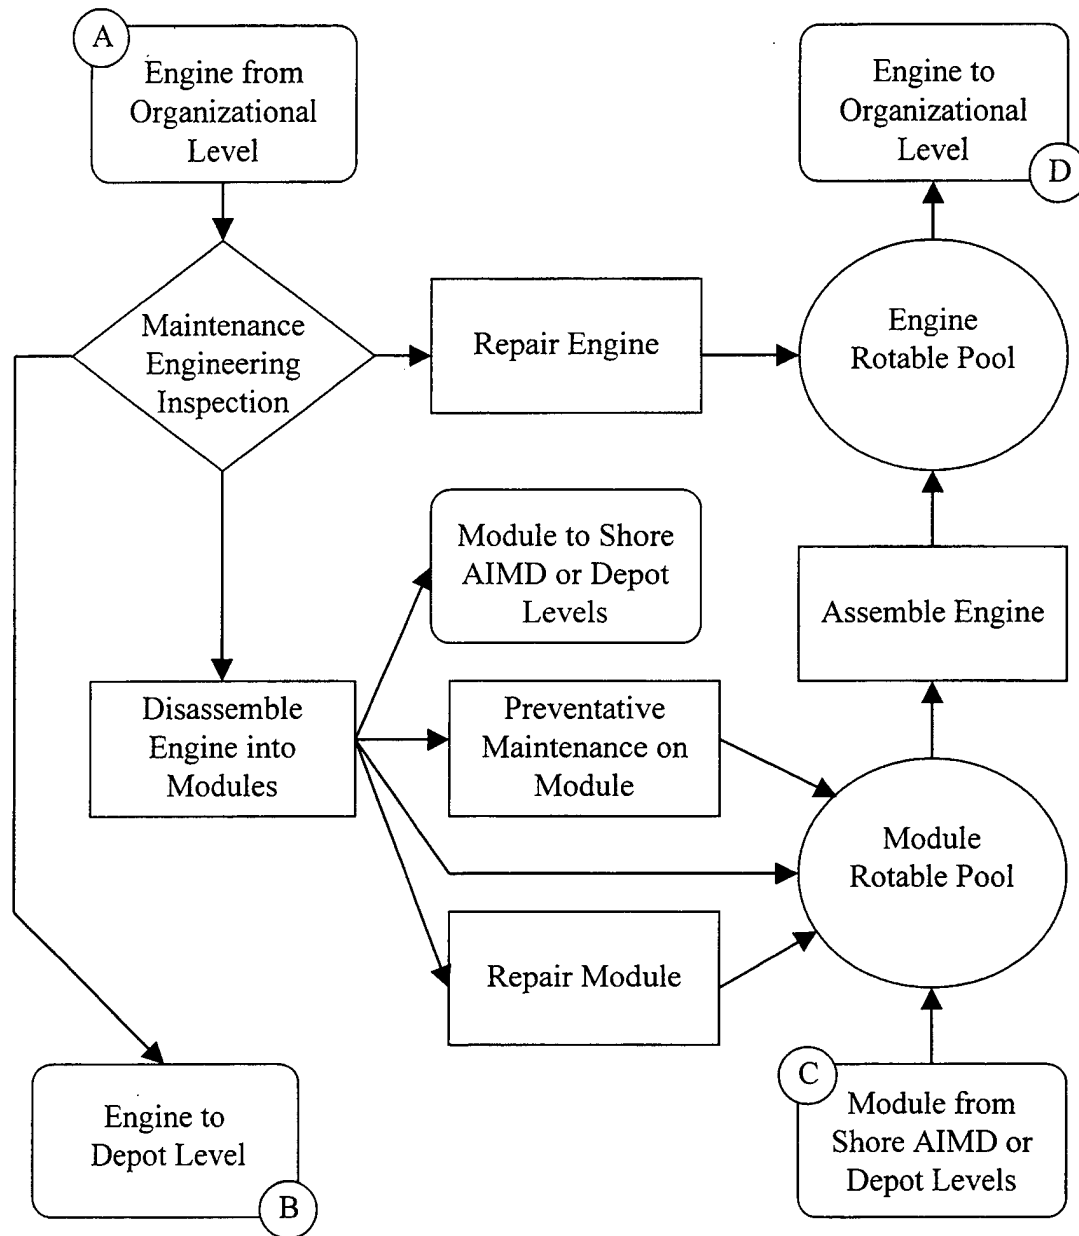 A
Engine from
Organizational
Level
Engine to
Organizational
Level
D
Maintenance
Engineering
Inspection
Repair Engine
Engine
Rotable Pool
Module to Shore
AIMD or Depot
Levels
Assemble Engine
Disassemble
Engine into
Modules
Preventative
Maintenance on
Module
Module
Rotable Pool
Repair Module
Engine to
Depot Level
B
C
Module from
Shore AIMD or
Depot Levels